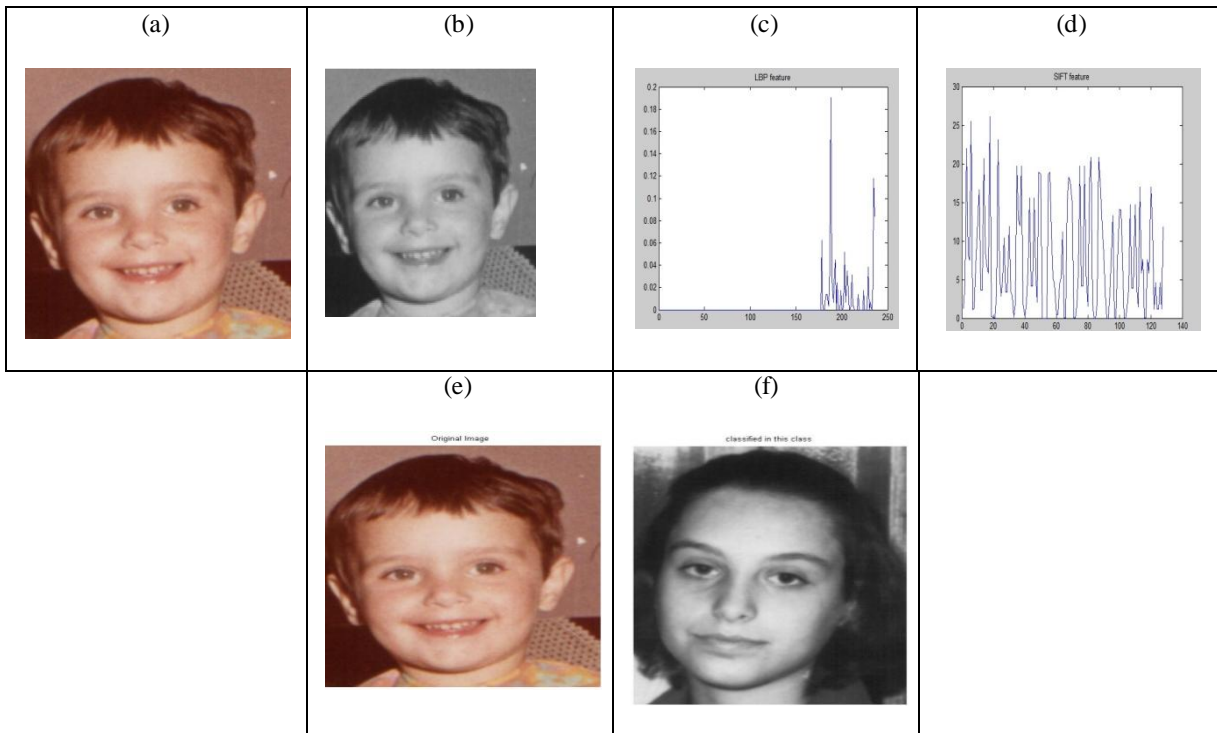 (a)
(b)
(c)
(d)
LBP feature
0.2
0.18
0.16
0.14
0.12
0.1
0.08
0.06
0.04
0.02
0
0 50 100 150 200 250
SIFT feature
30
25
20
15
10
5
0
0 20 40 60 80 100 120 140
(e)
(f)
Original Image
classified in this class